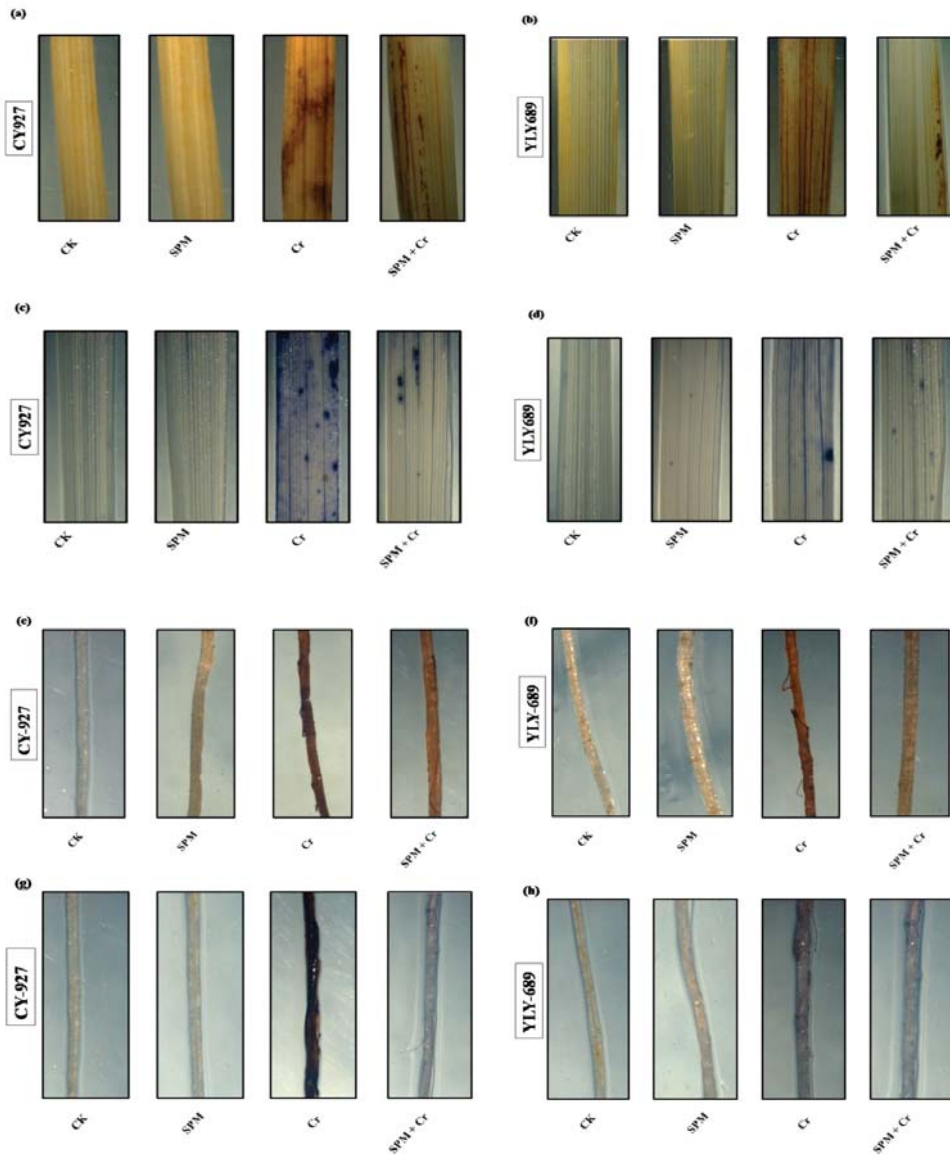 (a)
(b)
CY927
YLY689
CK
SPM
Cr
SPM + Cr
CK
SPM
Cr
SPM + Cr
(c)
(d)
CY927
YLY689
CK
SPM
Cr
SPM + Cr
CK
SPM
Cr
SPM + Cr
(e)
(f)
CY-927
YLY-689
CK
SPM
Cr
SPM + Cr
CK
SPM
Cr
SPM + Cr
(g)
(h)
CY-927
YLY-689
CK
SPM
Cr
SPM + Cr
CK
SPM
Cr
SPM + Cr